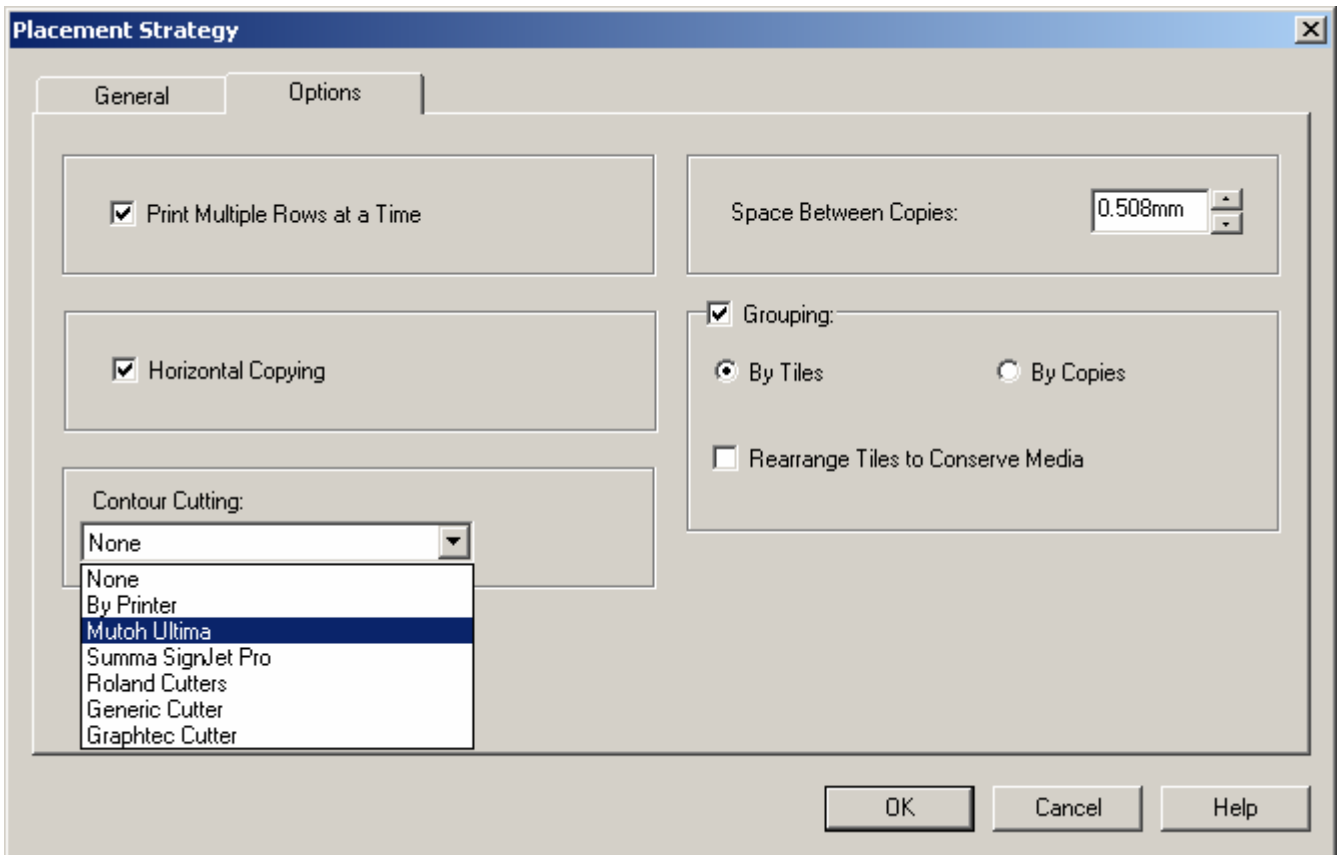 Placement Strategy
General
Options
Print Multiple Rows at a Time
Space Between Copies:
0.508mm
Horizontal Copying
Grouping:
By Tiles
By Copies
Rearrange Tiles to Conserve Media
Contour Cutting:
None
None
By Printer
Mutoh Ultima
Summa SignJet Pro
Roland Cutters
Generic Cutter
Graphtec Cutter
OK
Cancel
Help